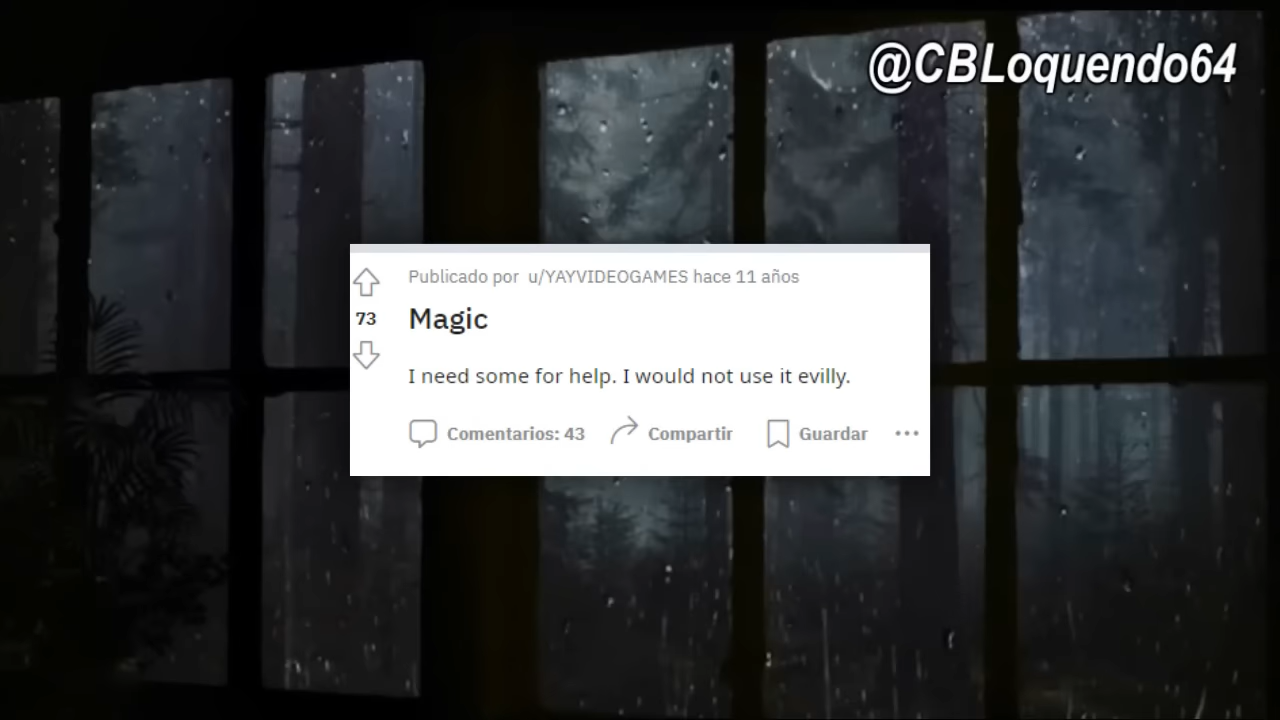 @CBLoquendo64
Publicado por u/YAYVIDEOGAMES hace 11 años
73
Magic
I need some for help. I would not use it evilly.
Comentarios: 43 Compartir Guardar